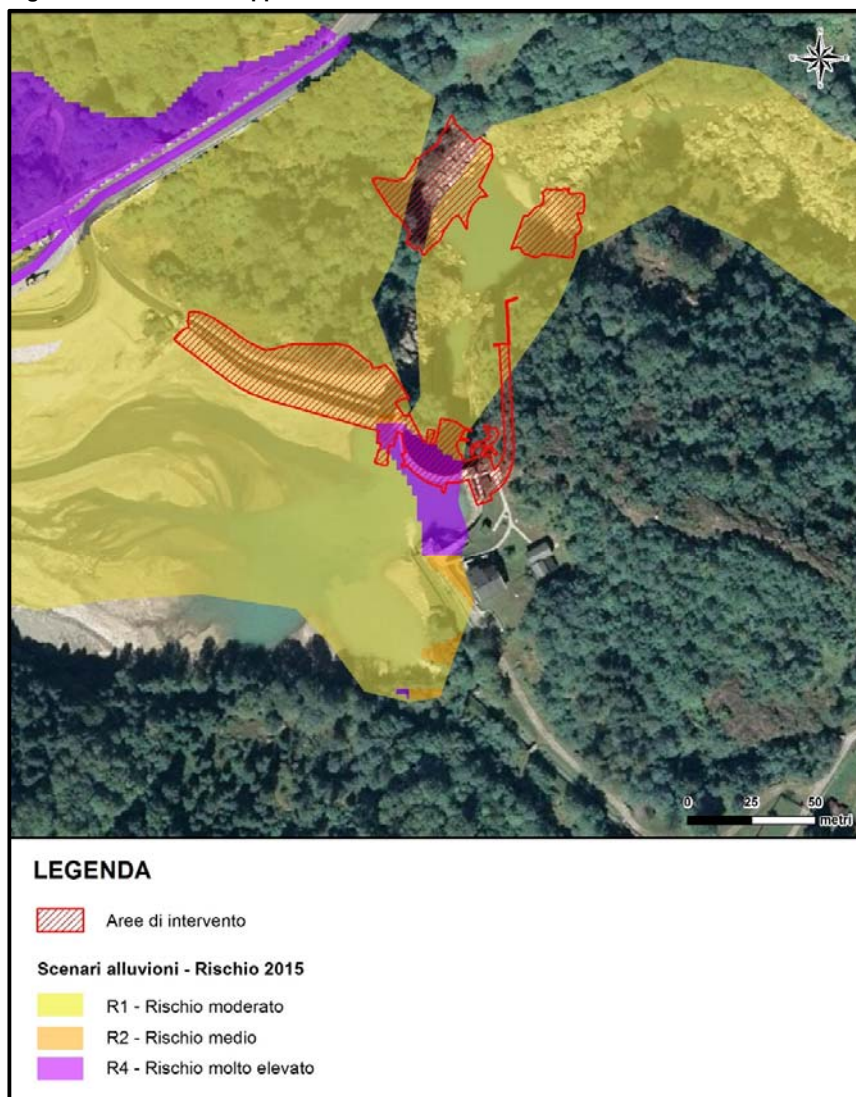 0 25 50
metri
LEGENDA
Aree di intervento
Scenari alluvioni - Rischio 2015
R1 - Rischio moderato
R2 - Rischio medio
R4 - Rischio molto elevato